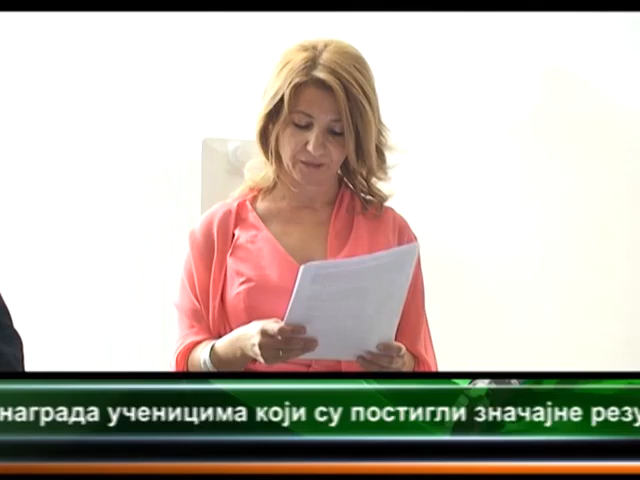 награда ученицима који су постигли значајне резу